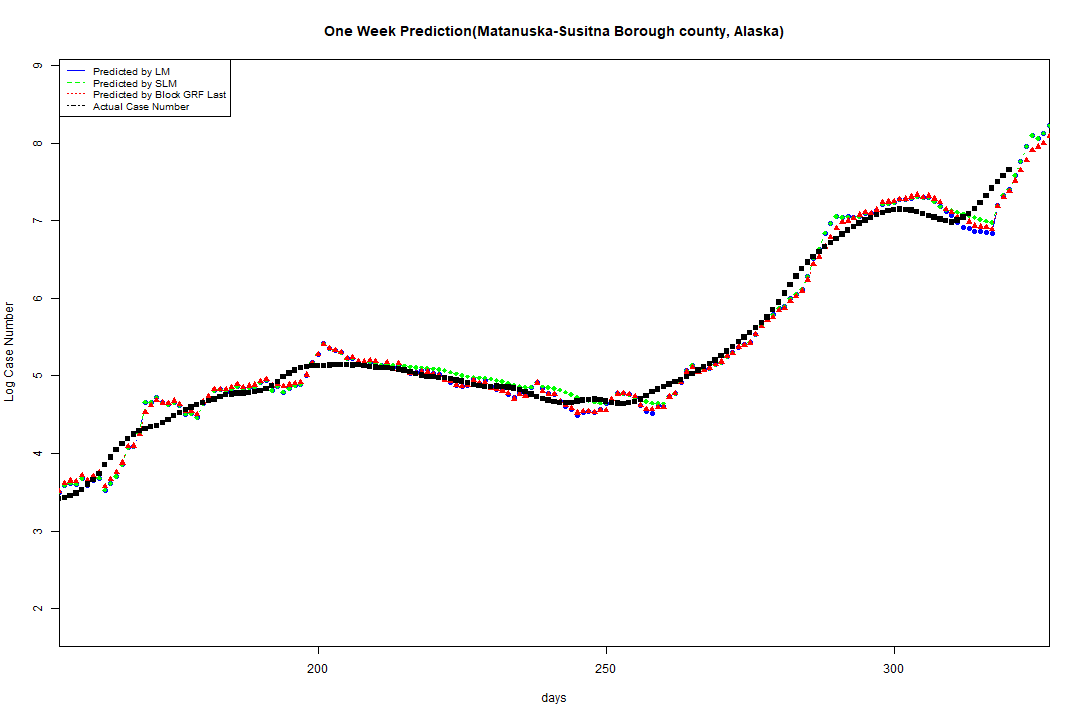 One Week Prediction(Matanuska-Susitna Borough county, Alaska)
Predicted by LM
Predicted by SLM
Predicted by Block GRF Last
Actual Case Number
9
8
7
6
5
4
3
2
Log Case Number
200
250
300
days